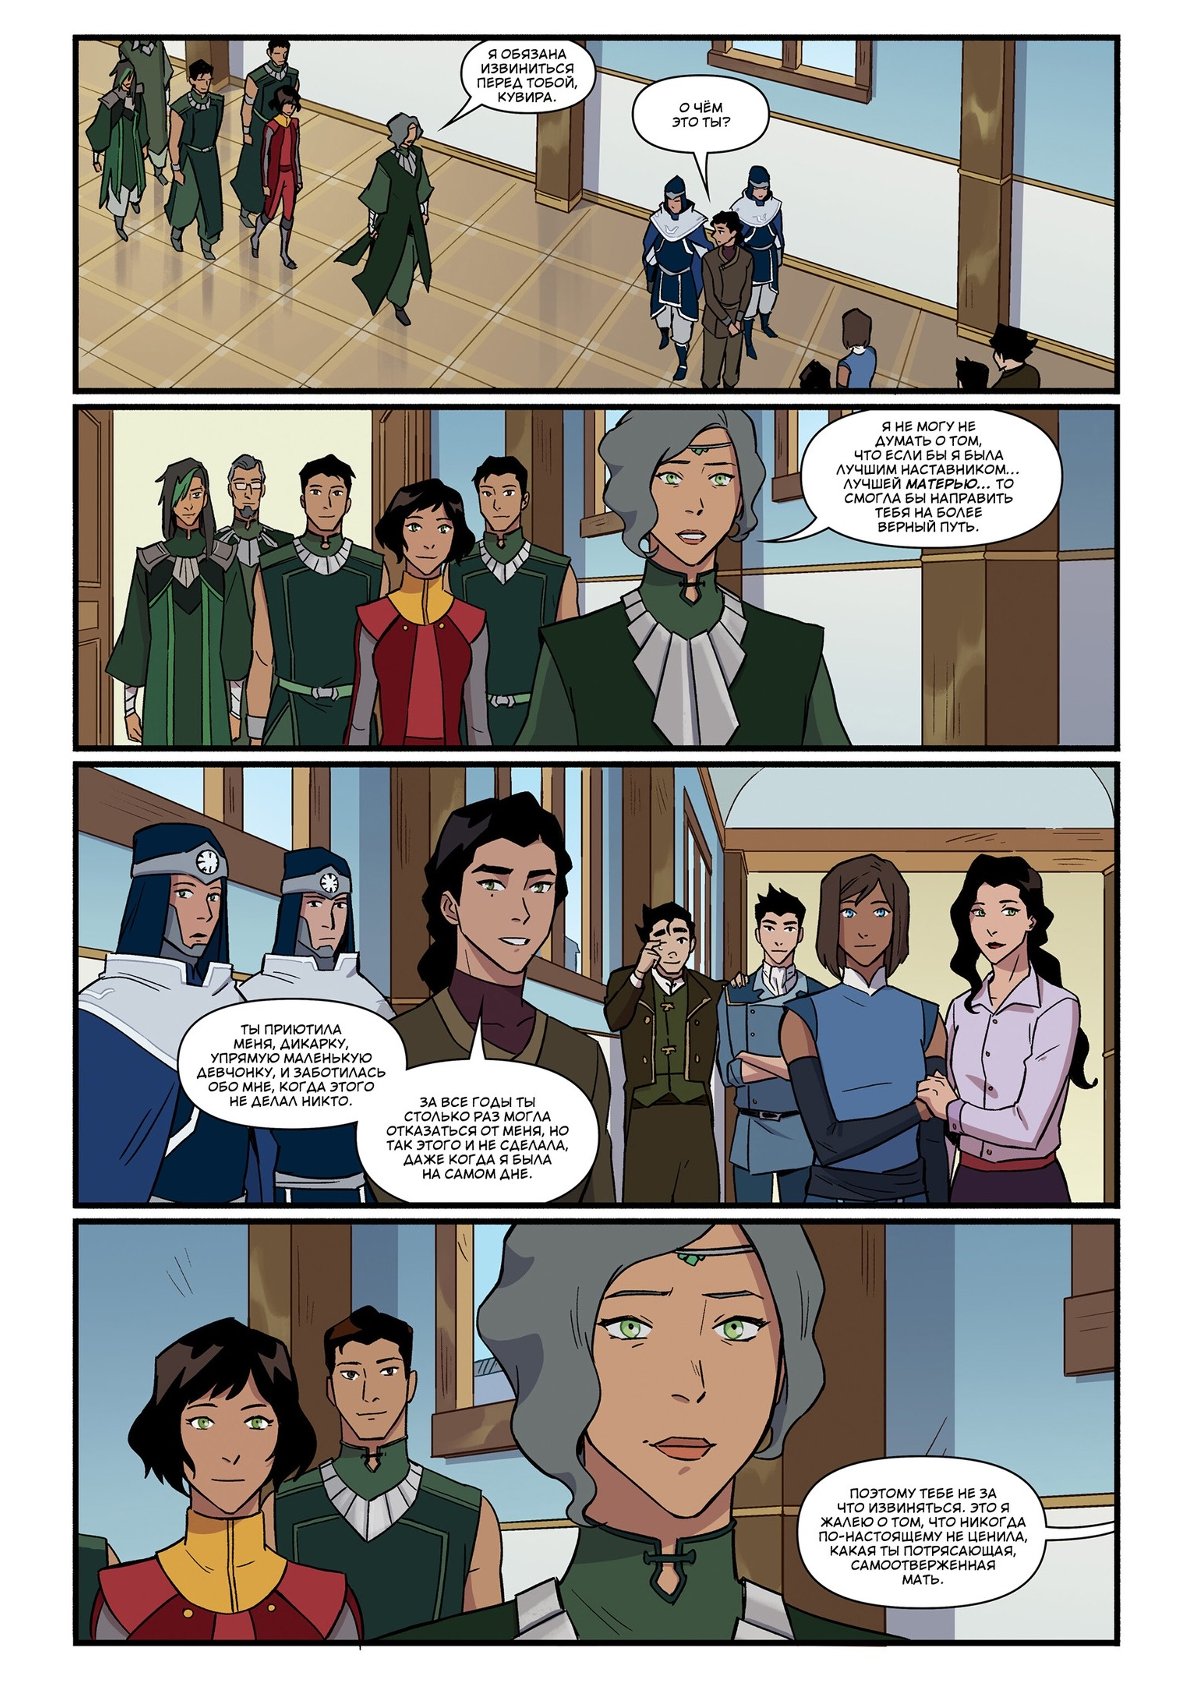 Я ОБЯЗАНА
ИЗВИНИТЬСЯ
ПЕРЕД ТОБОЙ,
КУВИРА.
О ЧЁМ
ЭТО ТЫ?
Я НЕ МОГУ НЕ
ДУМАТЬ О ТОМ,
ЧТО ЕСЛИ БЫ Я БЫЛА
ЛУЧШИМ НАСТАВНИКОМ...
ЛУЧШЕЙ МАТЕРЬЮ... ТО
СМОГЛА БЫ НАПРАВИТЬ
ТЕБЯ НА БОЛЕЕ
ВЕРНЫЙ ПУТЬ.
ТЫ ПРИЮТИЛА
МЕНЯ, ДИКАРКУ,
УПРЯМУЮ МАЛЕНЬКУЮ
ДЕВЧОНКУ, И ЗАБОТИЛАСЬ
ОБО МНЕ, КОГДА ЭТОГО
НЕ ДЕЛАЛ НИКТО.
ЗА ВСЕ ГОДЫ ТЫ
СТОЛЬКО РАЗ МОГЛА
ОТКАЗАТЬСЯ ОТ МЕНЯ, НО
ТАК ЭТОГО И НЕ СДЕЛАЛА,
ДАЖЕ КОГДА Я БЫЛА
НА САМОМ ДНЕ.
ПОЭТОМУ ТЕБЕ НЕ ЗА
ЧТО ИЗВИНЯТЬСЯ. ЭТО Я
ЖАЛЕЮ О ТОМ, ЧТО НИКОГДА
ПО-НАСТОЯЩЕМУ НЕ ЦЕНИЛА,
КАКАЯ ТЫ ПОТРЯСАЮЩАЯ,
САМООТВЕРЖЕННАЯ
МАТЬ.